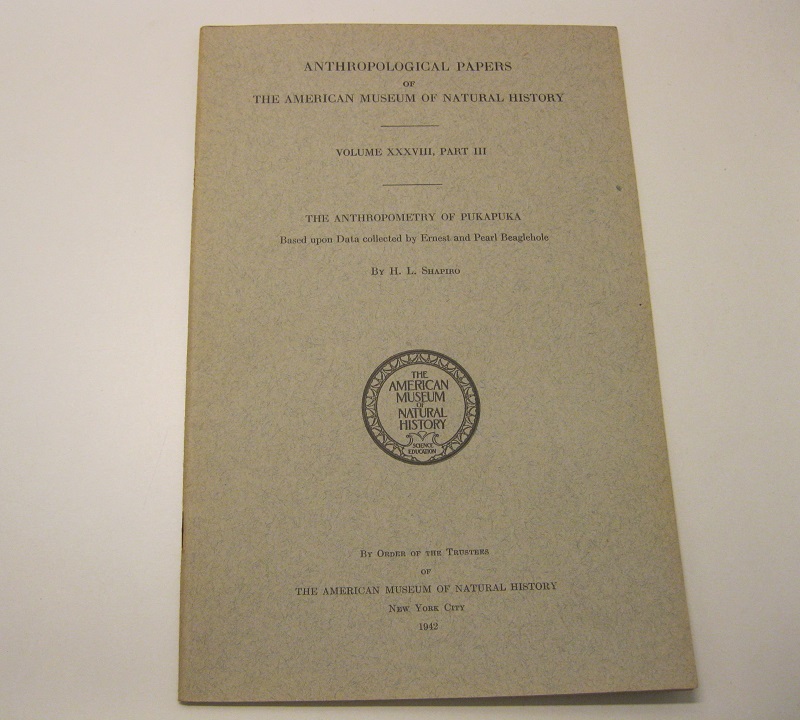 ANTHROPOLOGICAL PAPERS
OF
THE AMERICAN MUSEUM OF NATURAL HISTORY
VOLUME XXXVIII, PART III
THE ANTHROPOMETRY OF PUKAPUKA
Based upon Data collected by Ernest and Pearl Beaglehole
BY H. L. SHAPIRO
THE
AMERICAN
MUSEUM
OF
NATURAL
HISTORY
SCIENCE
EDUCATION
BY ORDER OF THE TRUSTEES
OF
THE AMERICAN MUSEUM OF NATURAL HISTORY
NEW YORK CITY
1942